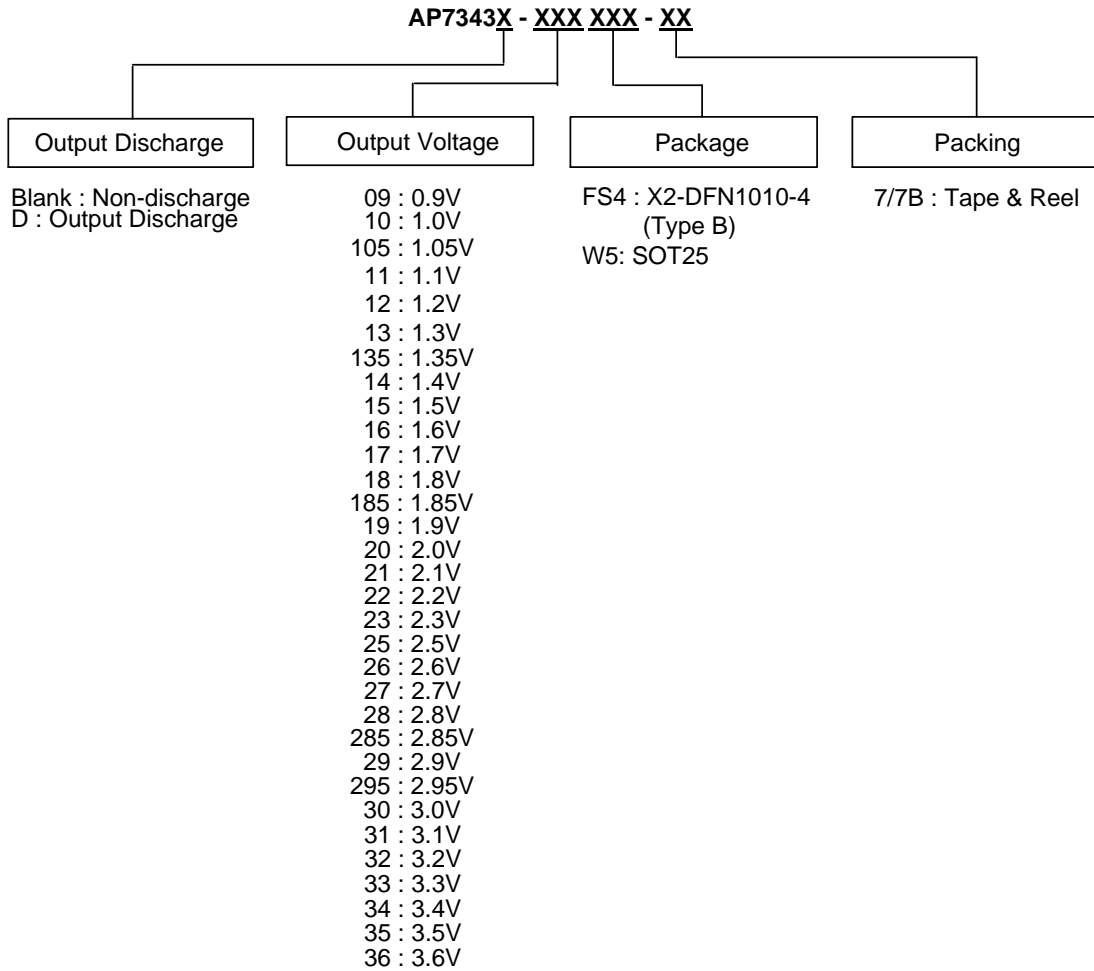 AP7343X - XXX XXX - XX
Output Discharge
Blank : Non-discharge
D : Output Discharge
Output Voltage
09 : 0.9V
10 : 1.0V
105 : 1.05V
11 : 1.1V
12 : 1.2V
13 : 1.3V
135 : 1.35V
14 : 1.4V
15 : 1.5V
16 : 1.6V
17 : 1.7V
18 : 1.8V
185 : 1.85V
19 : 1.9V
20 : 2.0V
21 : 2.1V
22 : 2.2V
23 : 2.3V
25 : 2.5V
26 : 2.6V
27 : 2.7V
28 : 2.8V
285 : 2.85V
29 : 2.9V
295 : 2.95V
30 : 3.0V
31 : 3.1V
32 : 3.2V
33 : 3.3V
34 : 3.4V
35 : 3.5V
36 : 3.6V
Package
FS4 : X2-DFN1010-4
(Type B)
W5: SOT25
Packing
7/7B : Tape & Reel